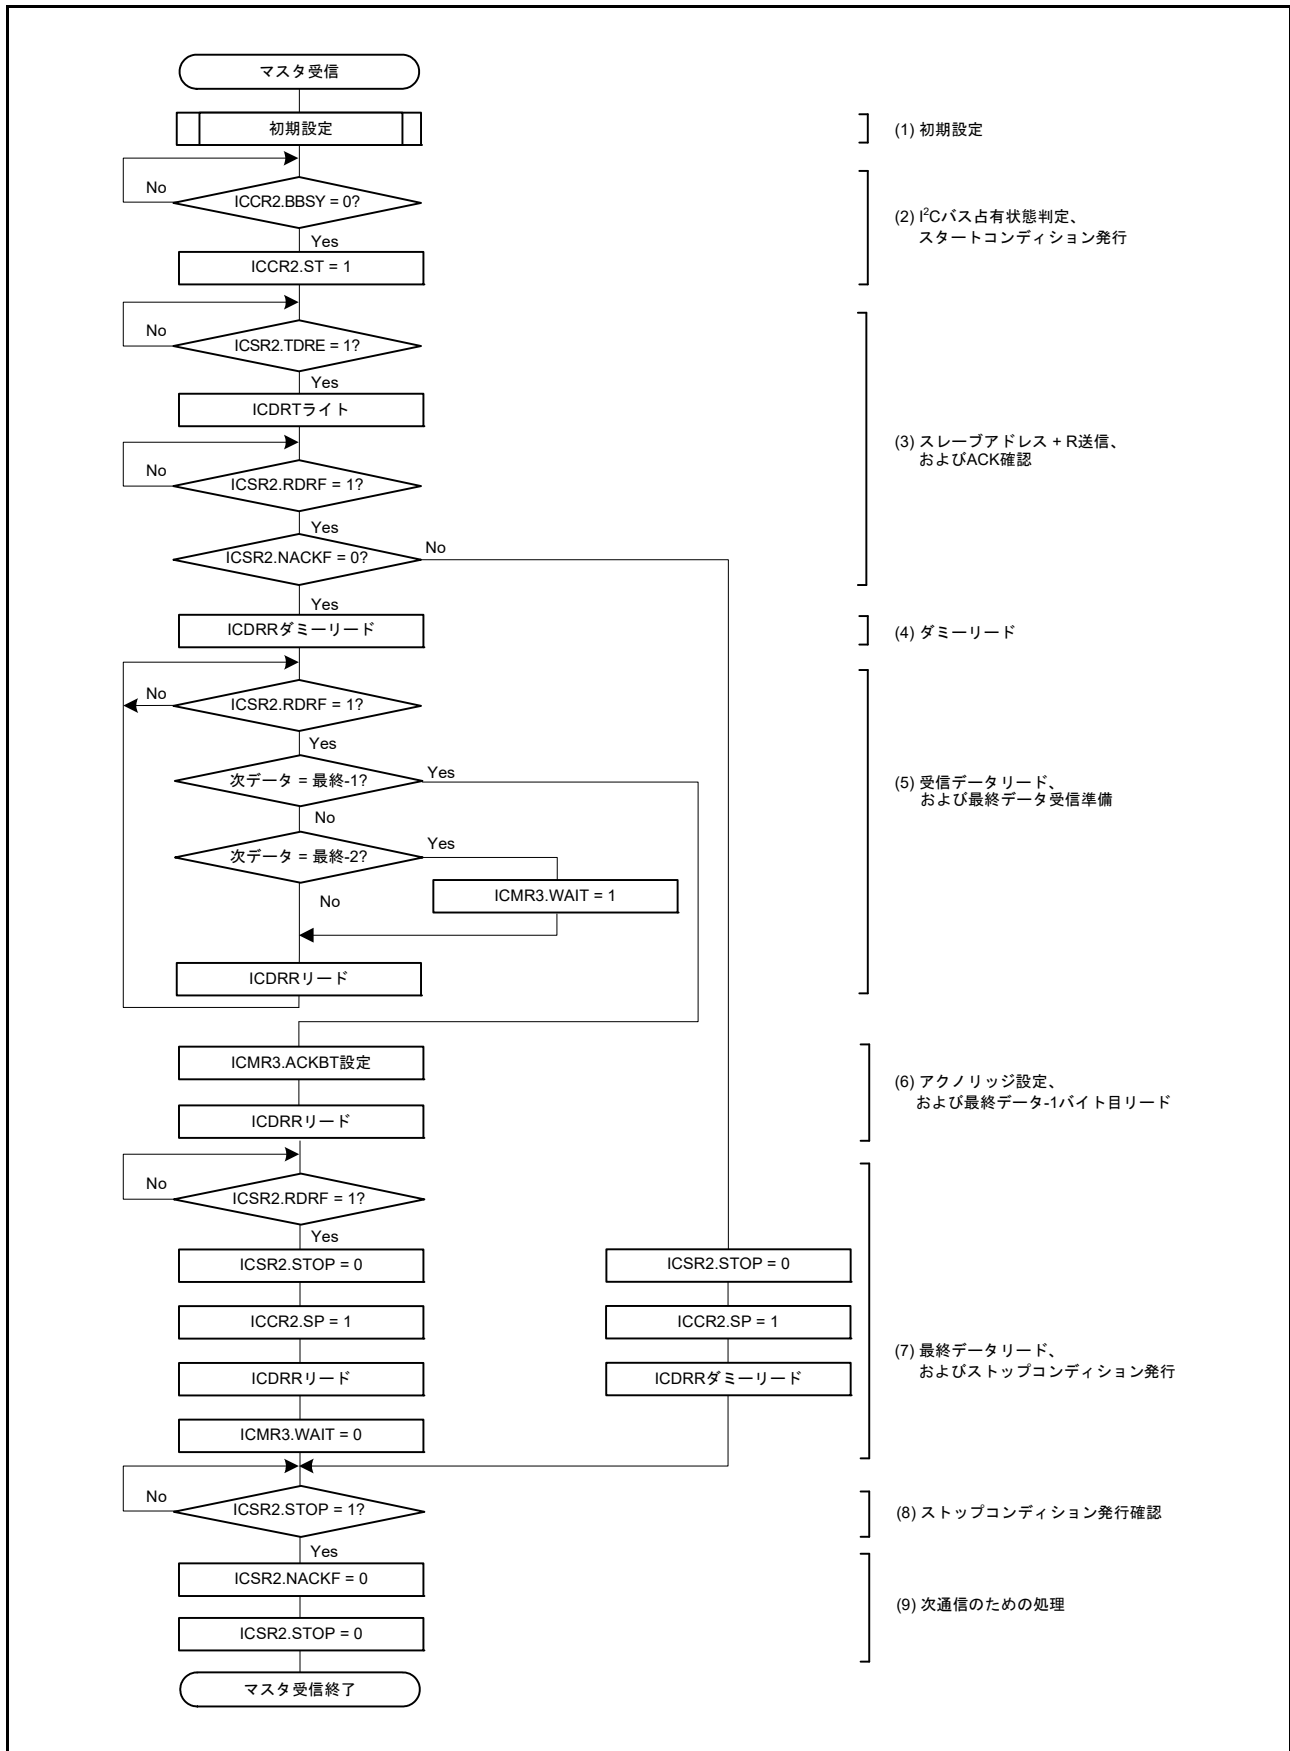 マスタ受信
初期設定
(1) 初期設定
No
ICCR2.BBSY = 0?
(2) I²Cバス占有状態判定、
スタートコンディション発行
Yes
ICCR2.ST = 1
No
ICSR2.TDRE = 1?
Yes
ICDRTライト
(3) スレーブアドレス + R送信、
およびACK確認
No
ICSR2.RDRF = 1?
Yes
ICSR2.NACKF = 0?
No
Yes
ICDRRダミーリード
(4) ダミーリード
No
ICSR2.RDRF = 1?
Yes
次データ = 最終-1?
Yes
(5) 受信データリード、
および最終データ受信準備
No
次データ = 最終-2?
Yes
ICMR3.WAIT = 1
No
ICDRRリード
ICMR3.ACKBT設定
(6) アクノリッジ設定、
および最終データ-1バイト目リード
ICDRRリード
No
ICSR2.RDRF = 1?
Yes
ICSR2.STOP = 0
ICSR2.STOP = 0
ICCR2.SP = 1
ICCR2.SP = 1
(7) 最終データリード、
およびストップコンディション発行
ICDRRリード
ICDRRダミーリード
ICMR3.WAIT = 0
No
ICSR2.STOP = 1?
(8) ストップコンディション発行確認
Yes
ICSR2.NACKF = 0
(9) 次通信のための処理
ICSR2.STOP = 0
マスタ受信終了